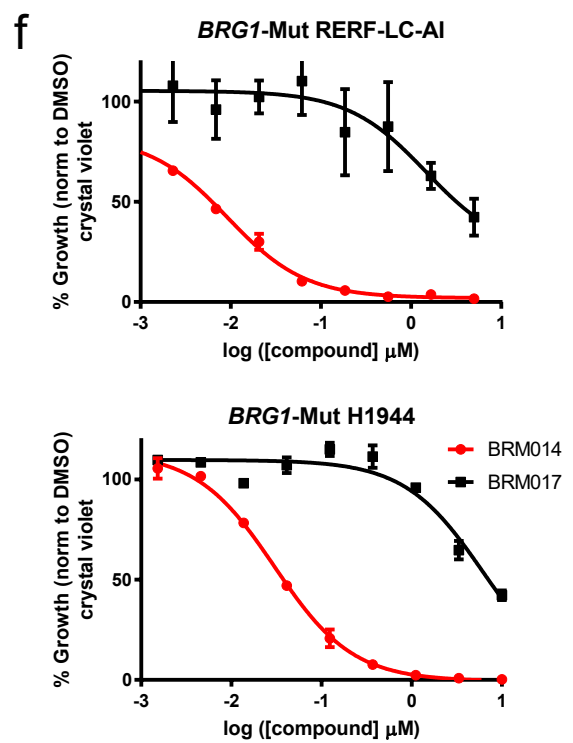 f
BRG1-Mut RERF-LC-AI
% Growth (norm to DMSO)
crystal violet
100
50
0
-3 -2 -1 0 1
log ([compound] μM)
BRG1-Mut H1944
BRM014
BRM017
% Growth (norm to DMSO)
crystal violet
100
50
0
-3 -2 -1 0 1
log ([compound] μM)